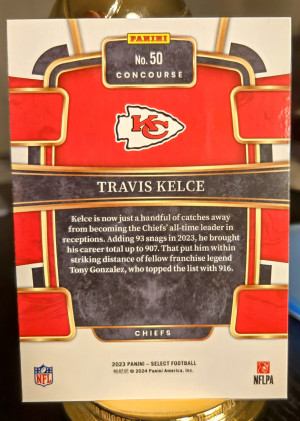 PANINI
No. 50
CONCOURSE
KC
TRAVIS KELCE
Kelce is now just a handful of catches away
from becoming the Chiefs' all-time leader in
receptions. Adding 93 snags in 2023, he brought
his career total up to 907. That put him within
striking distance of fellow franchise legend
Tony Gonzalez, who topped the list with 916.
CHIEFS
2023 PANINI – SELECT FOOTBALL
© 2024 Panini America, Inc.
NFL
NFLPA